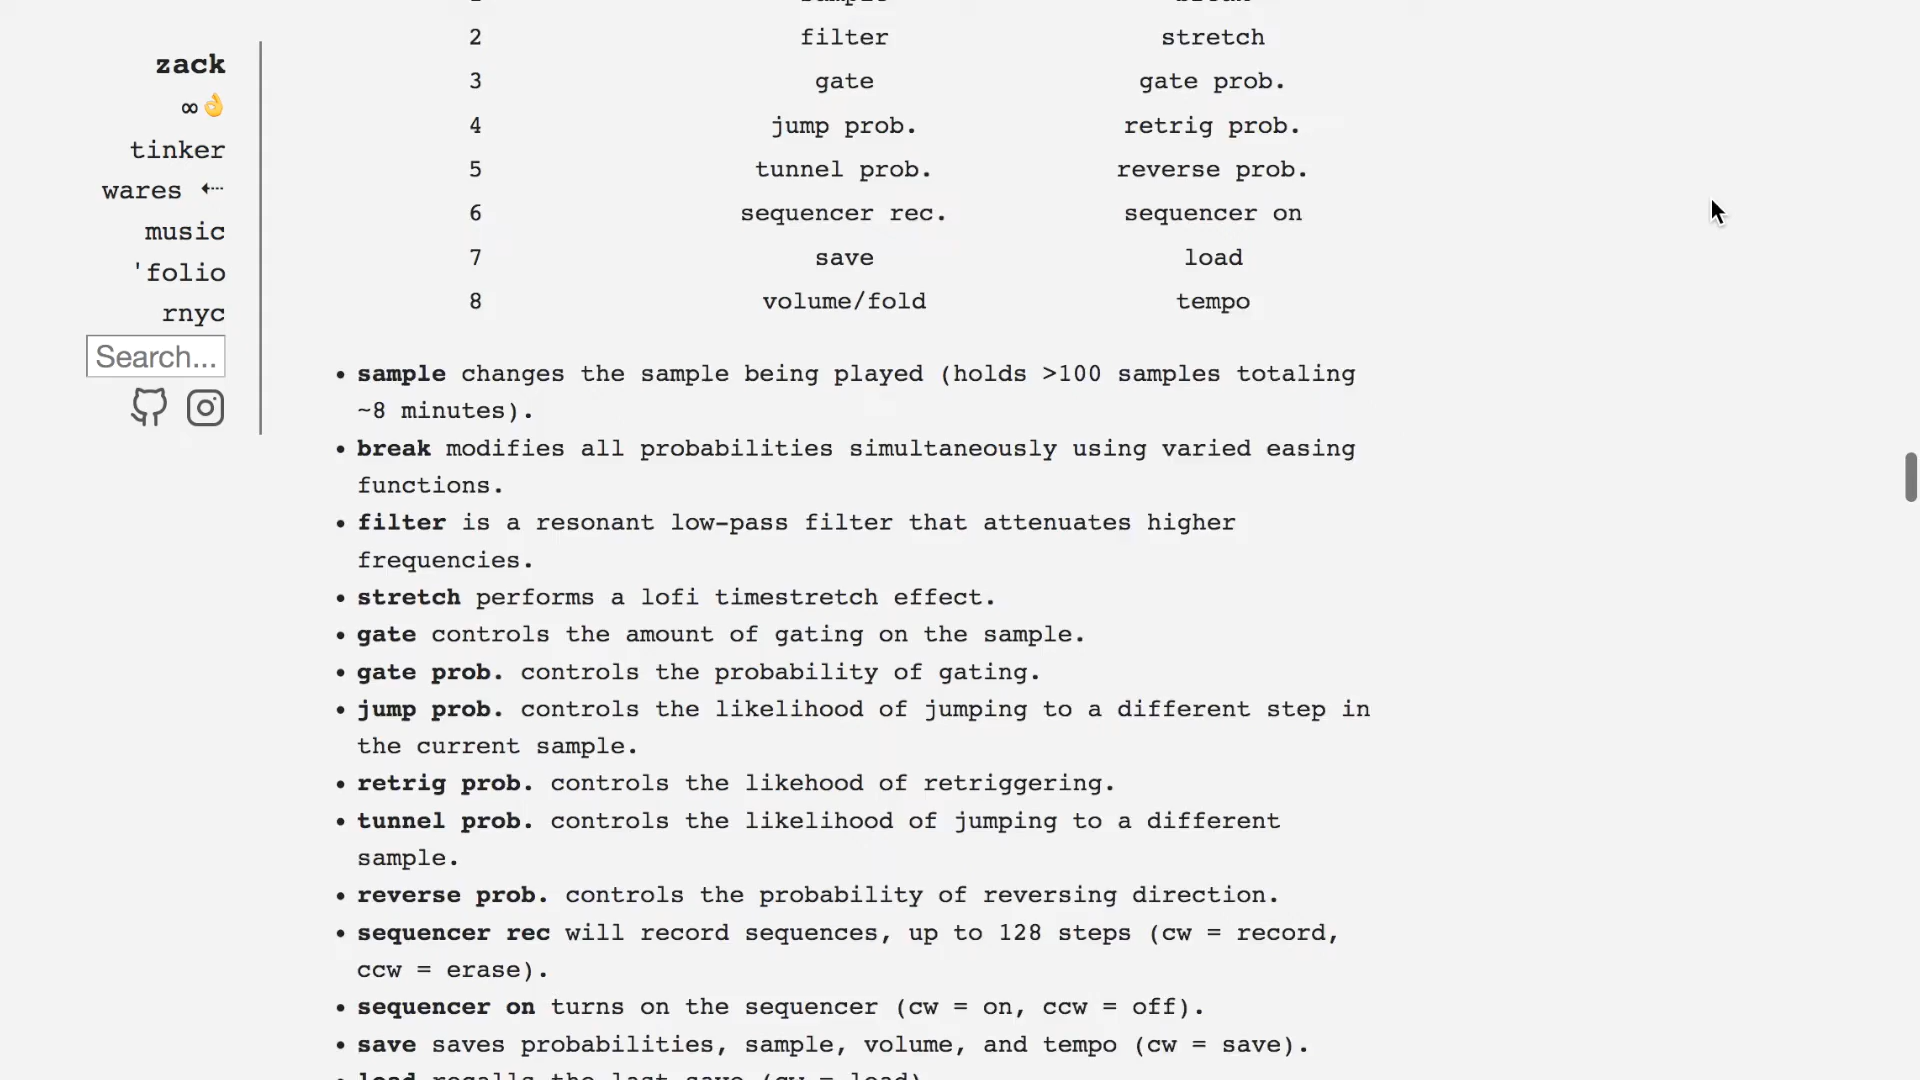 zack
∞👌
tinker
wares ⇠
music
'folio
rnyc
Search...
2 filter stretch
3 gate gate prob.
4 jump prob. retrig prob.
5 tunnel prob. reverse prob.
6 sequencer rec. sequencer on
7 save load
8 volume/fold tempo
• sample changes the sample being played (holds >100 samples totaling
~8 minutes).
• break modifies all probabilities simultaneously using varied easing
functions.
• filter is a resonant low-pass filter that attenuates higher
frequencies.
• stretch performs a lofi timestretch effect.
• gate controls the amount of gating on the sample.
• gate prob. controls the probability of gating.
• jump prob. controls the likelihood of jumping to a different step in
the current sample.
• retrig prob. controls the likehood of retriggering.
• tunnel prob. controls the likelihood of jumping to a different
sample.
• reverse prob. controls the probability of reversing direction.
• sequencer rec will record sequences, up to 128 steps (cw = record,
ccw = erase).
• sequencer on turns on the sequencer (cw = on, ccw = off).
• save saves probabilities, sample, volume, and tempo (cw = save).
• load recalls the last save (cw = load)